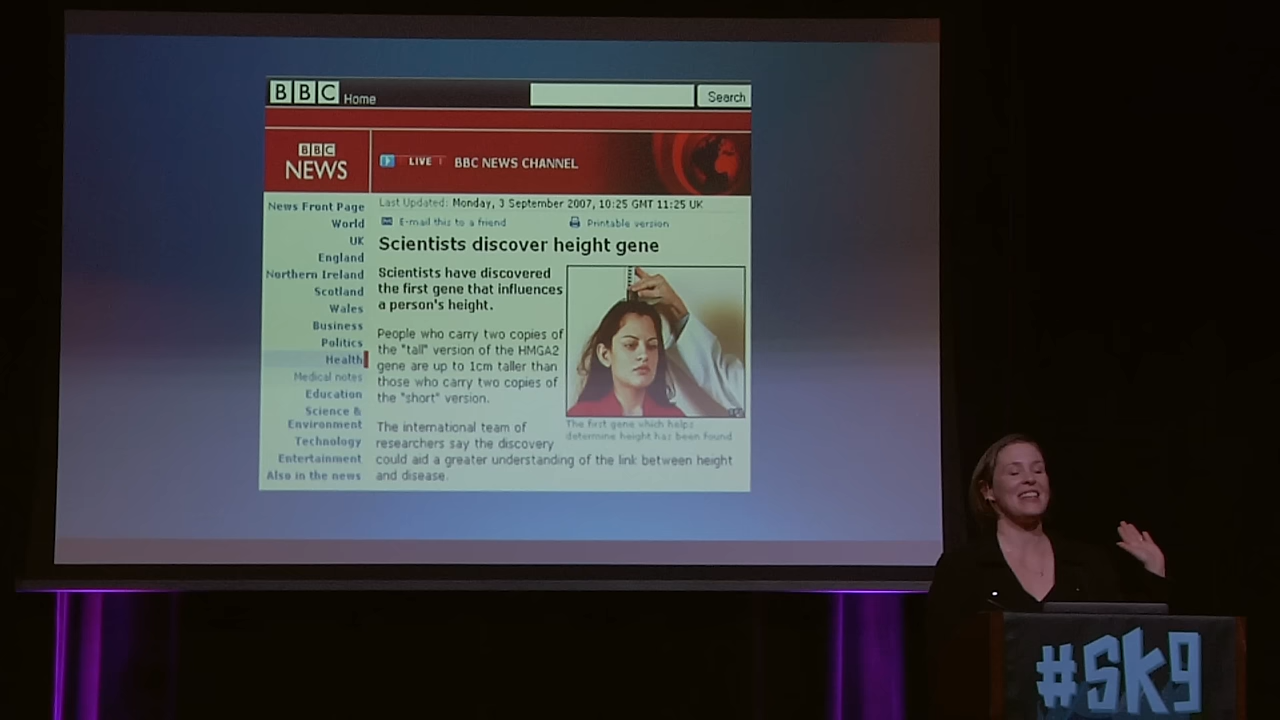 BBC Home
Search
BBC
NEWS
LIVE
BBC NEWS CHANNEL
News Front Page
World
UK
England
Northern Ireland
Scotland
Wales
Business
Politics
Health
Medical notes
Education
Science &
Environment
Technology
Entertainment
Also in the news
Last Updated: Monday, 3 September 2007, 10:25 GMT 11:25 UK
E-mail this to a friend
Printable version
Scientists discover height gene
Scientists have discovered
the first gene that influences
a person's height.
People who carry two copies of
the "tall" version of the HMGA2
gene are up to 1cm taller than
those who carry two copies of
the "short" version.
The first gene which helps
determine height has been found
The international team of
researchers say the discovery
could aid a greater understanding of the link between height
and disease.
#sk9